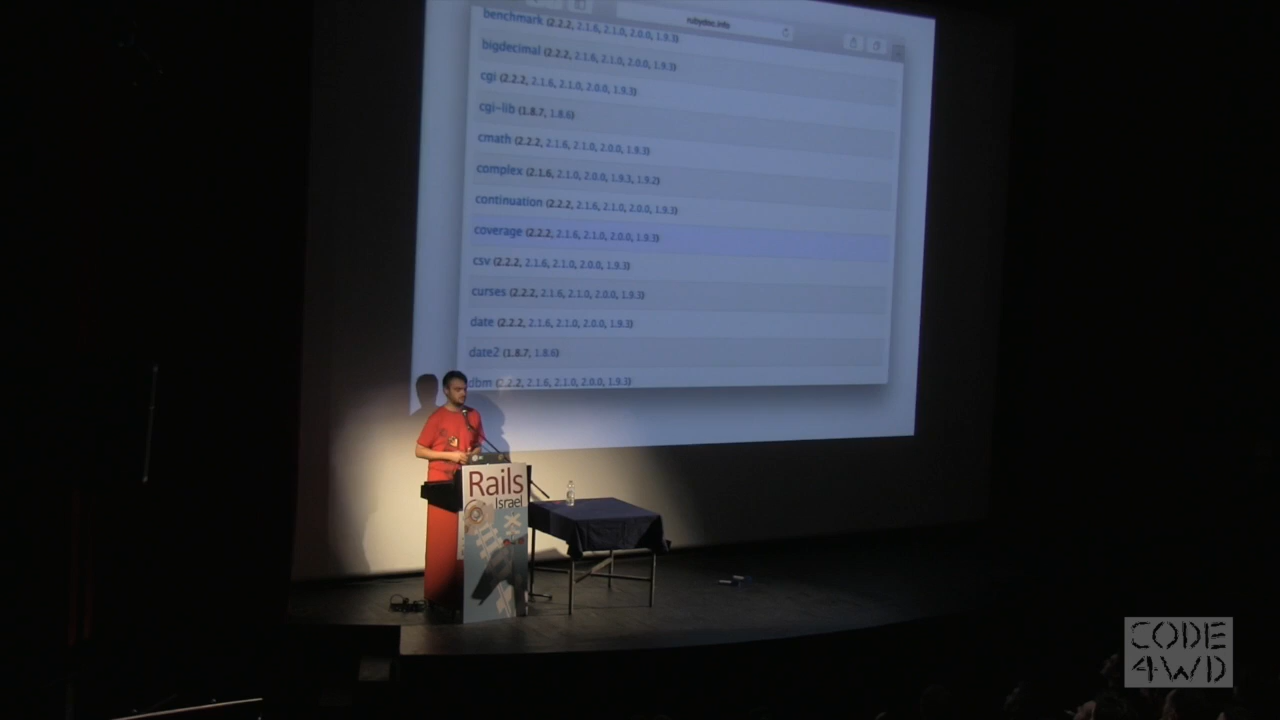 rubydoc.info
benchmark (2.2.2, 2.1.6, 2.1.0, 2.0.0, 1.9.3)
bigdecimal (2.2.2, 2.1.6, 2.1.0, 2.0.0, 1.9.3)
cgi (2.2.2, 2.1.6, 2.1.0, 2.0.0, 1.9.3)
cgi-lib (1.8.7, 1.8.6)
cmath (2.2.2, 2.1.6, 2.1.0, 2.0.0, 1.9.3)
complex (2.1.6, 2.1.0, 2.0.0, 1.9.3, 1.9.2)
continuation (2.2.2, 2.1.6, 2.1.0, 2.0.0, 1.9.3)
coverage (2.2.2, 2.1.6, 2.1.0, 2.0.0, 1.9.3)
csv (2.2.2, 2.1.6, 2.1.0, 2.0.0, 1.9.3)
curses (2.2.2, 2.1.6, 2.1.0, 2.0.0, 1.9.3)
date (2.2.2, 2.1.6, 2.1.0, 2.0.0, 1.9.3)
date2 (1.8.7, 1.8.6)
dbm (2.2.2, 2.1.6, 2.1.0, 2.0.0, 1.9.3)
Rails
Israel
CODE
4WD